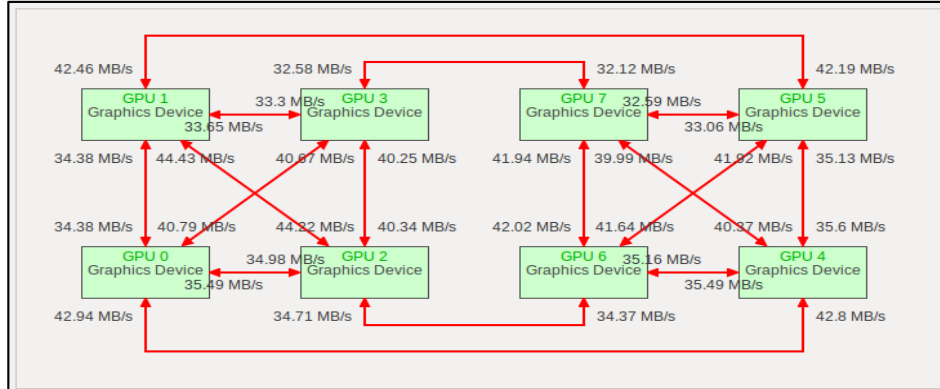 42.46 MB/s 32.58 MB/s 32.12 MB/s 42.19 MB/s
GPU 1 GPU 3 GPU 7 GPU 5
33.3 MB/s 32.59 MB/s
Graphics Device Graphics Device Graphics Device Graphics Device
33.65 MB/s 33.06 MB/s
34.38 MB/s 44.43 MB/s 40.67 MB/s 40.25 MB/s 41.94 MB/s 39.99 MB/s 41.92 MB/s 35.13 MB/s
34.38 MB/s 40.79 MB/s 44.22 MB/s 40.34 MB/s 42.02 MB/s 41.64 MB/s 40.37 MB/s 35.6 MB/s
GPU 0 GPU 2 GPU 6 GPU 4
34.98 MB/s 35.16 MB/s
Graphics Device Graphics Device Graphics Device Graphics Device
35.49 MB/s 35.49 MB/s
42.94 MB/s 34.71 MB/s 34.37 MB/s 42.8 MB/s